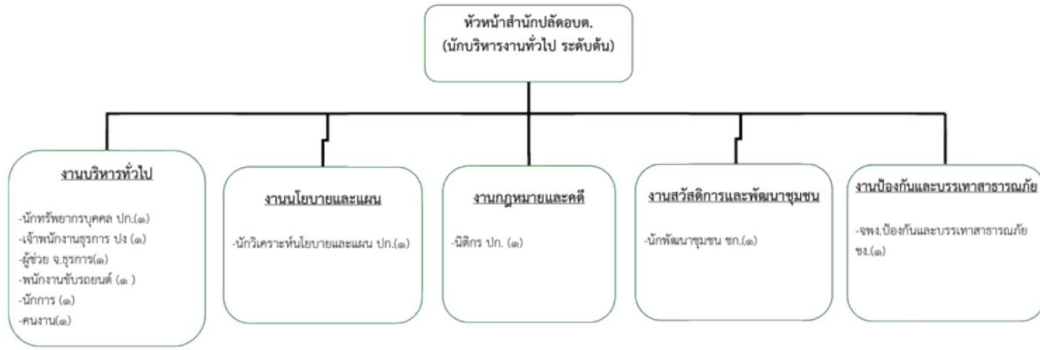 หัวหน้าสำนักปลัดอบต.
(นักบริหารงานทั่วไป ระดับต้น)
งานบริหารทั่วไป
-นักทรัพยากรบุคคล ปก.(๑)
-เจ้าพนักงานธุรการ ปง (๑)
-ผู้ช่วย จ.ธุรการ(๑)
-พนักงานขับรถยนต์ (๑ )
-นักการ (๑)
-คนงาน(๑)
งานนโยบายและแผน
-นักวิเคราะห์นโยบายและแผน ปก.(๑)
งานกฎหมายและคดี
-นิติกร ปก. (๑)
งานสวัสดิการและพัฒนาชุมชน
-นักพัฒนาชุมชน ชก.(๑)
งานป้องกันและบรรเทาสาธารณภัย
-จพง.ป้องกันและบรรเทาสาธารณภัย
ชง.(๑)